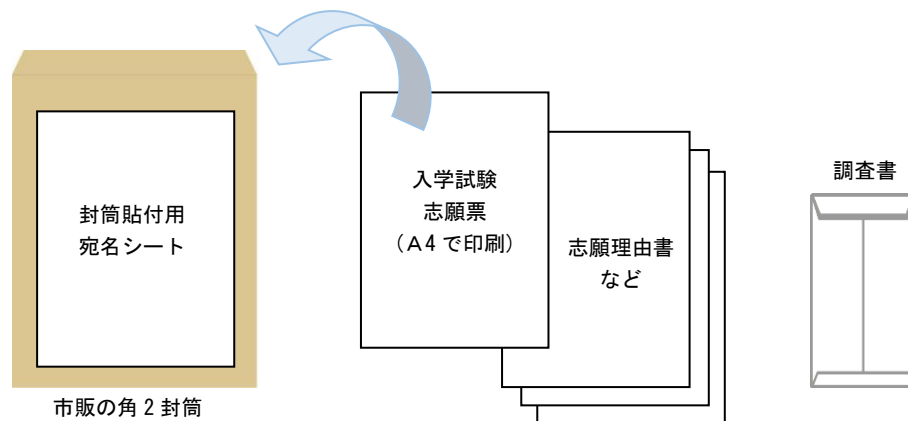 封筒貼付用
宛名シート
市販の角2封筒
入学試験
志願票
（A4で印刷）
志願理由書
など
調査書